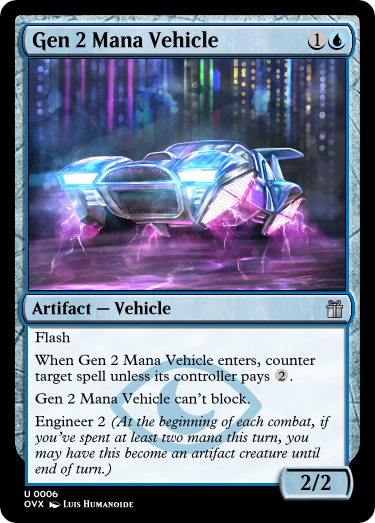 Gen 2 Mana Vehicle 1
Artifact — Vehicle
Flash
When Gen 2 Mana Vehicle enters, counter
target spell unless its controller pays 2.
Gen 2 Mana Vehicle can't block.
Engineer 2 (At the beginning of each combat, if
you've spent at least two mana this turn, you
may have this become an artifact creature until
end of turn.)
2/2
U 0006
OVX Luis Humanoide